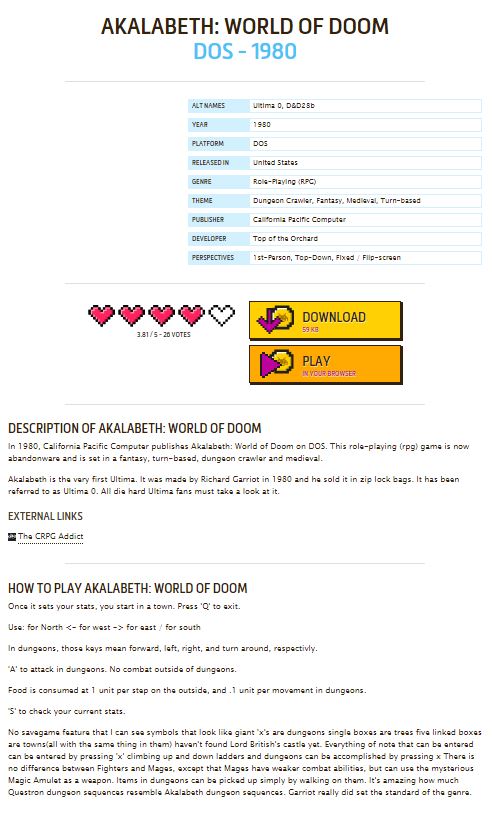 AKALABETH: WORLD OF DOOM
DOS - 1980
ALT NAMES Ultima 0, D&D28b
YEAR 1980
PLATFORM DOS
RELEASED IN United States
GENRE Role-Playing (RPG)
THEME Dungeon Crawler, Fantasy, Medieval, Turn-based
PUBLISHER California Pacific Computer
DEVELOPER Top of the Orchard
PERSPECTIVES 1st-Person, Top-Down, Fixed / Flip-screen
3.81 / 5 - 26 VOTES
DOWNLOAD
59 KB
PLAY
IN YOUR BROWSER
DESCRIPTION OF AKALABETH: WORLD OF DOOM
In 1980, California Pacific Computer publishes Akalabeth: World of Doom on DOS. This role-playing (rpg) game is now
abandonware and is set in a fantasy, turn-based, dungeon crawler and medieval.
Akalabeth is the very first Ultima. It was made by Richard Garriot in 1980 and he sold it in zip lock bags. It has been
referred to as Ultima 0. All die hard Ultima fans must take a look at it.
EXTERNAL LINKS
The CRPG Addict
HOW TO PLAY AKALABETH: WORLD OF DOOM
Once it sets your stats, you start in a town. Press 'Q' to exit.
Use: for North <- for west -> for east / for south
In dungeons, those keys mean forward, left, right, and turn around, respectivly.
'A' to attack in dungeons. No combat outside of dungeons.
Food is consumed at 1 unit per step on the outside, and .1 unit per movement in dungeons.
'S' to check your current stats.
No savegame feature that I can see symbols that look like giant 'x's are dungeons single boxes are trees five linked boxes
are towns(all with the same thing in them) haven't found Lord British's castle yet. Everything of note that can be entered
can be entered by pressing 'x' climbing up and down ladders and dungeons can be accomplished by pressing x There is
no difference between Fighters and Mages, except that Mages have weaker combat abilities, but can use the mysterious
Magic Amulet as a weapon. Items in dungeons can be picked up simply by walking on them. It's amazing how much
Questron dungeon sequences resemble Akalabeth dungeon sequences. Garriot really did set the standard of the genre.